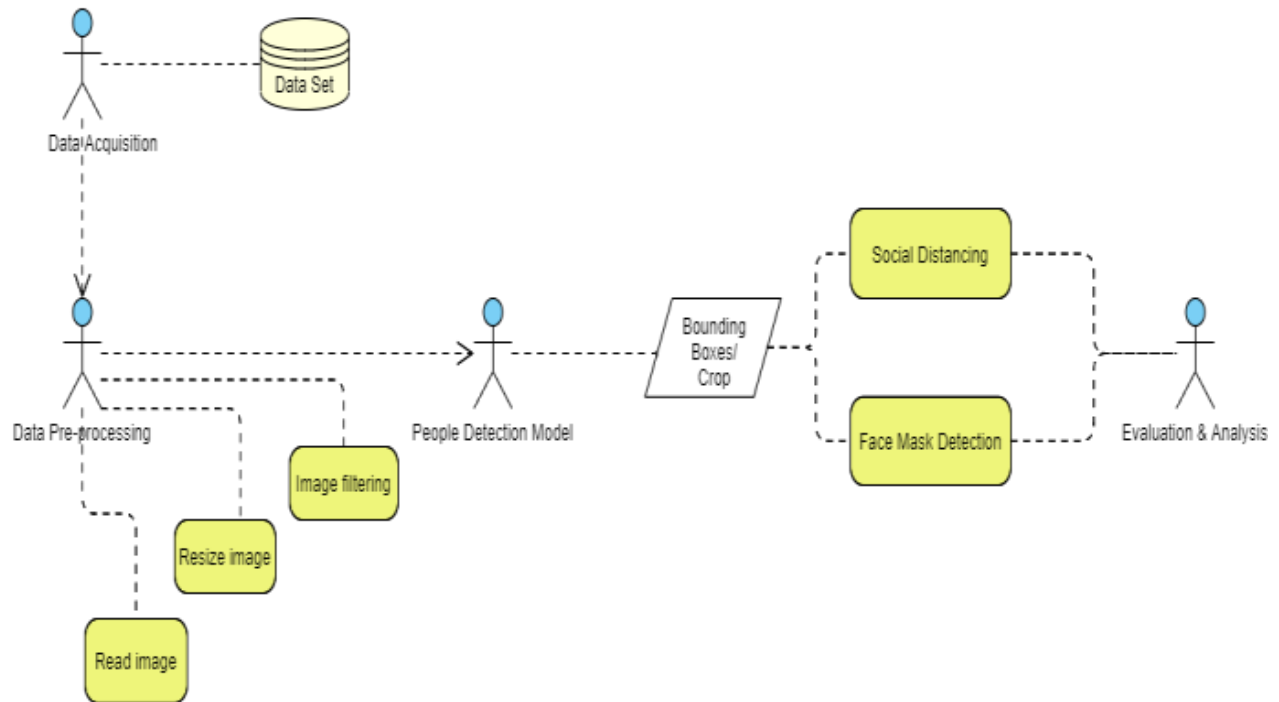 Data Set
Data Acquisition
Social Distancing
Bounding
Boxes/
Crop
Data Pre-processing
People Detection Model
Face Mask Detection
Evaluation & Analysis
Image filtering
Resize image
Read image